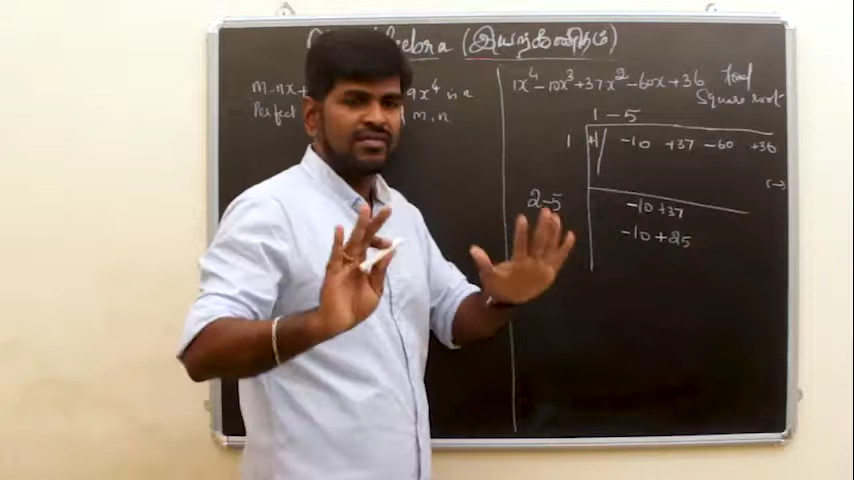 (இயற்கணிதம்)
m-nx+
9x⁴ is a
Perfect
m, n
1x⁴-10x³+37x²-60x+36 Find
Square root
1 -5
1 +1 -10 +37 -60 +36
(-)
2-5 -10 +37
-10 +25